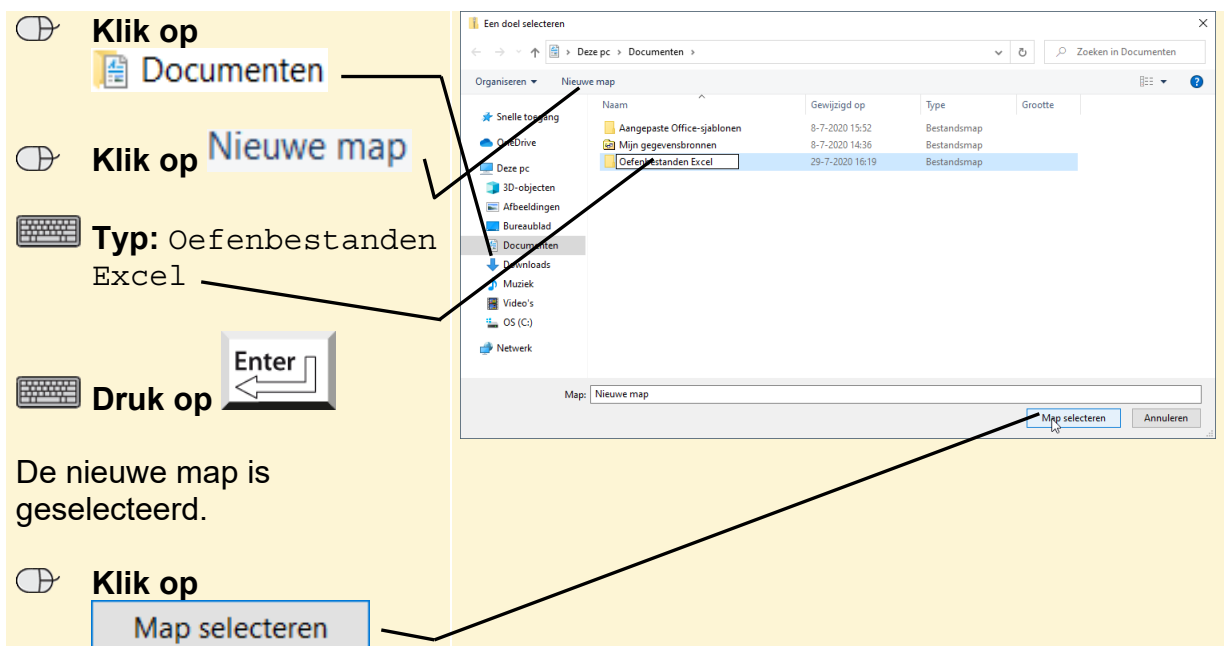 Klik op
Documenten
Klik op Nieuwe map
Typ: Oefenbestanden
Excel
Enter
Druk op
De nieuwe map is
geselecteerd.
Klik op
Map selecteren
Een doel selecteren
Deze pc › Documenten ›
Zoeken in Documenten
Organiseren
Nieuwe map
Naam Gewijzigd op Type Grootte
Snelle toegang
OneDrive
Deze pc
3D-objecten
Afbeeldingen
Bureaublad
Documenten
Downloads
Muziek
Video's
OS (C:)
Netwerk
Aangepaste Office-sjablonen 8-7-2020 15:52 Bestandsmap
Mijn gegevensbronnen 8-7-2020 14:36 Bestandsmap
Oefenbestanden Excel 29-7-2020 16:19 Bestandsmap
Map: Nieuwe map
Map selecteren Annuleren